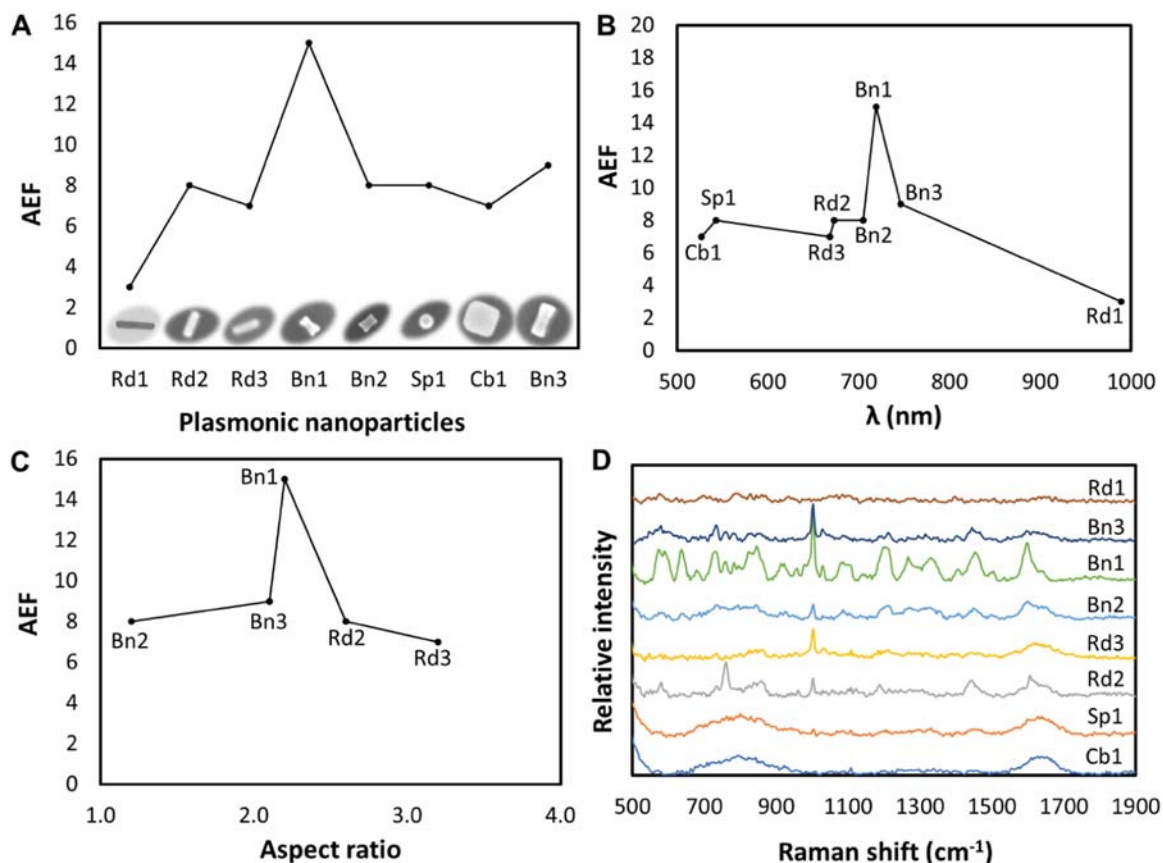 A
16
14
12
10
8
6
4
2
0
AEF
Rd1 Rd2 Rd3 Bn1 Bn2 Sp1 Cb1 Bn3
Plasmonic nanoparticles
B
20
18
16
14
12
10
8
6
4
2
0
AEF
Bn1
Sp1
Rd2
Bn3
Cb1
Rd3
Bn2
Rd1
500 600 700 800 900 1000
λ (nm)
C
16
14
12
10
8
6
4
2
0
AEF
Bn1
Bn2
Bn3
Rd2
Rd3
1.0 2.0 3.0 4.0
Aspect ratio
D
Relative intensity
Rd1
Bn3
Bn1
Bn2
Rd3
Rd2
Sp1
Cb1
500 700 900 1100 1300 1500 1700 1900
Raman shift (cm⁻¹)